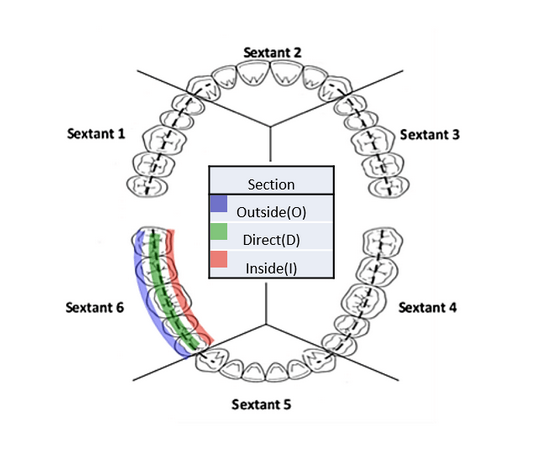 Sextant 2
Sextant 1
Sextant 3
Section
Outside(O)
Direct(D)
Inside(I)
Sextant 6
Sextant 4
Sextant 5